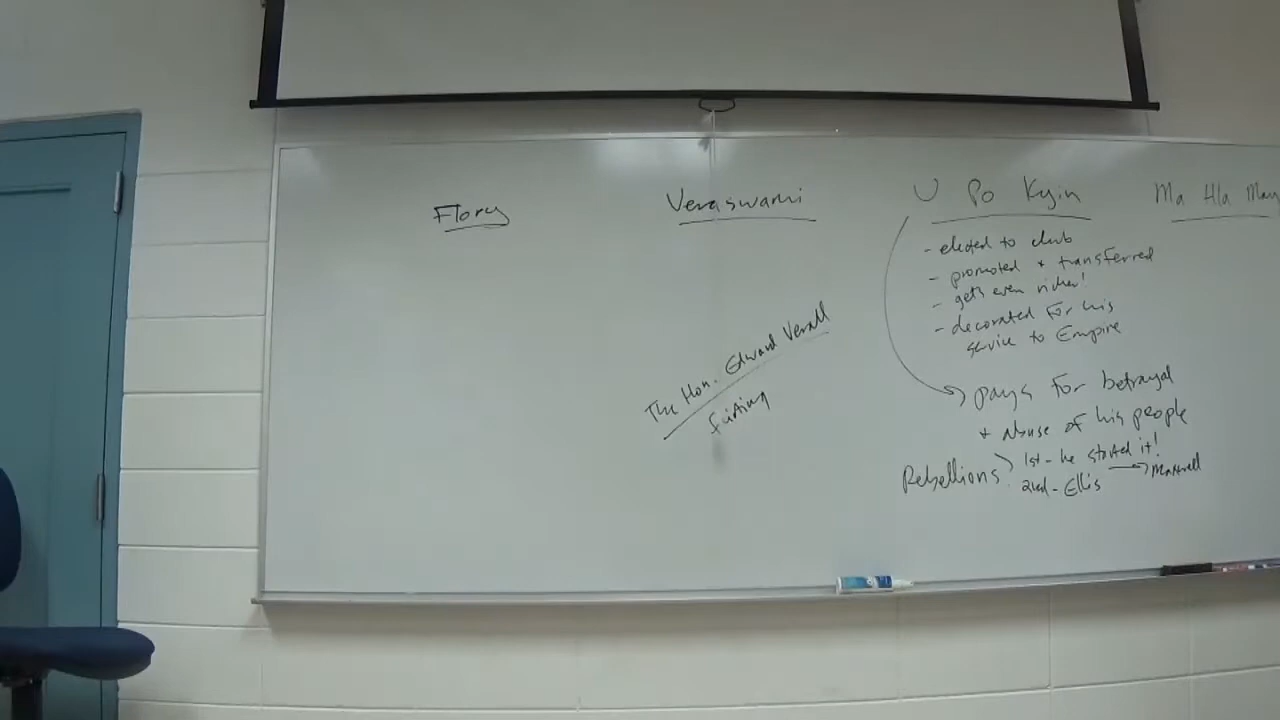 Flory
Veraswami
The Hon. Edward Verall
U Po Kyin
- elected to club
- promoted + transferred
- gets even richer!
- decorated for his
service to Empire
pays for betrayal
+ abuse of his people
Rebellions
1st - he started it!
2nd - Ellis → Maxwell
Ma Hla May